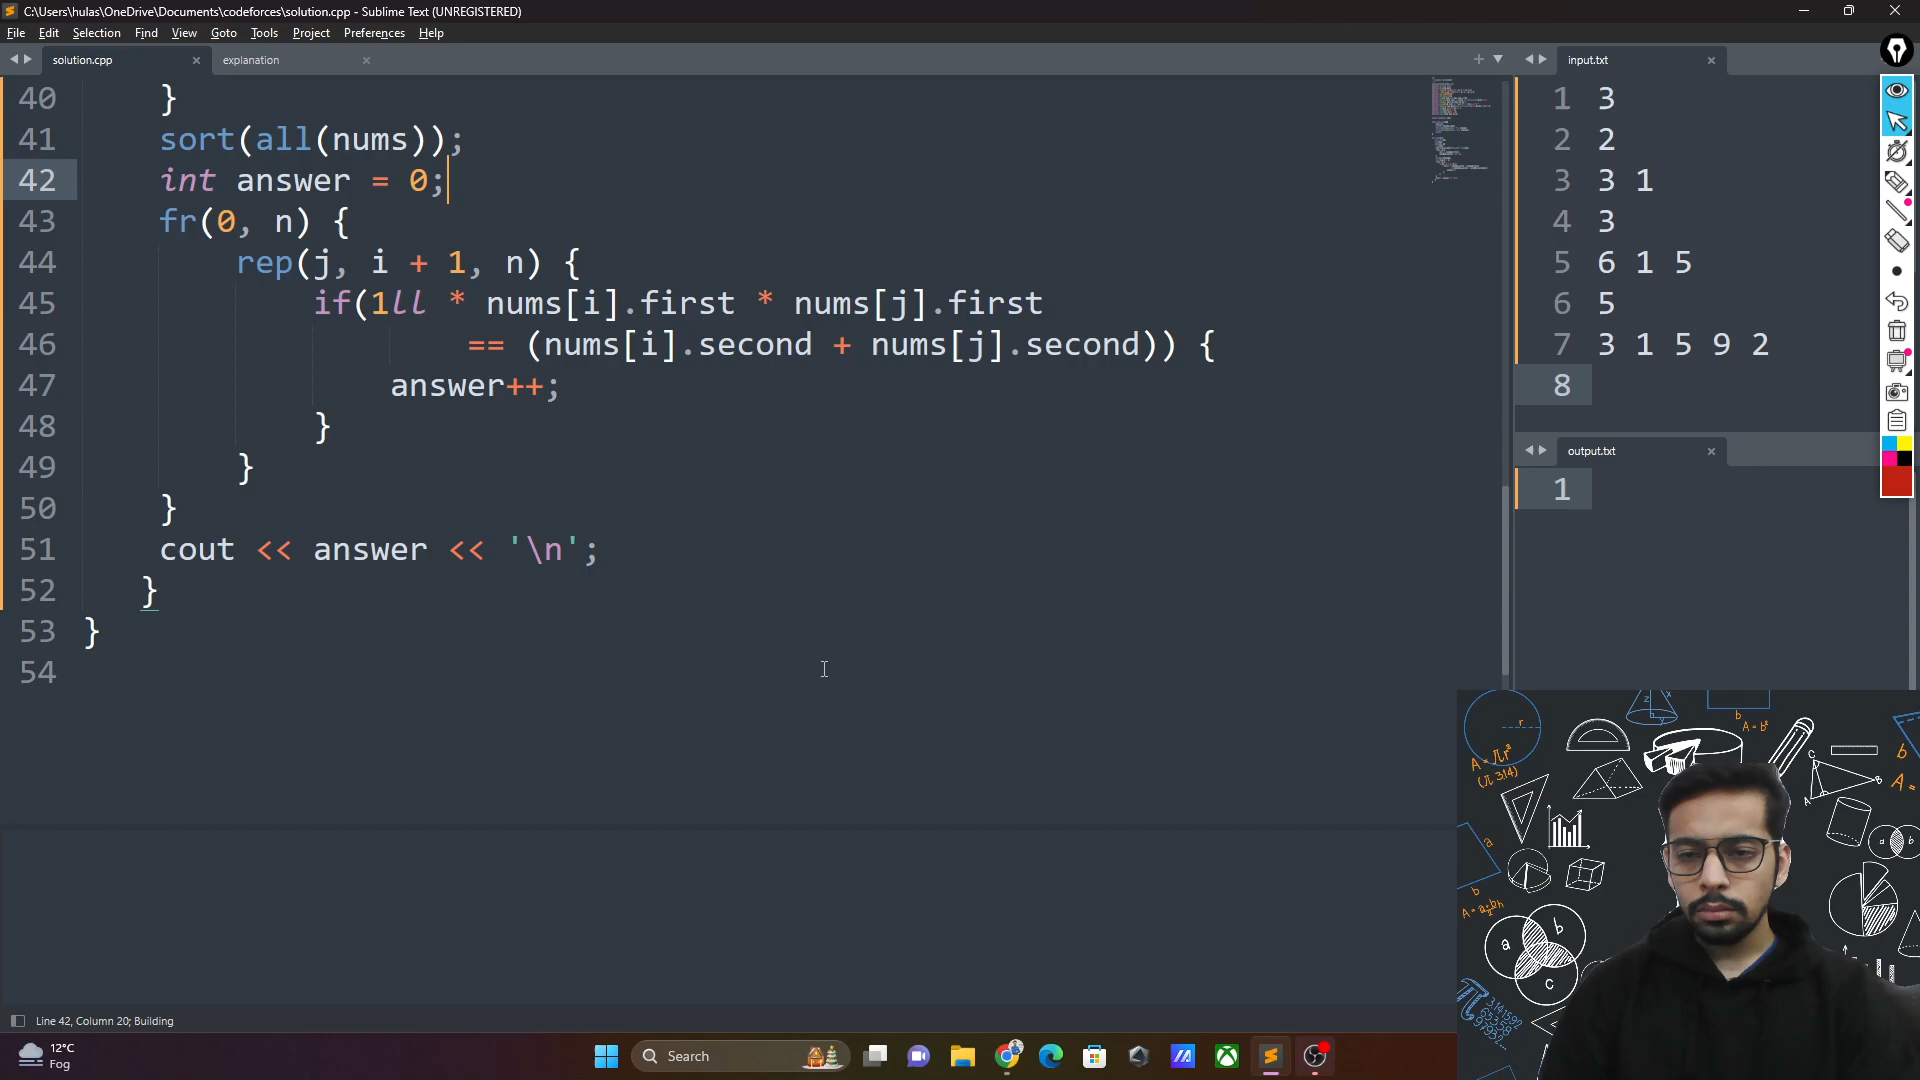 C:\Users\hulas\OneDrive\Documents\codeforces\solution.cpp - Sublime Text (UNREGISTERED)
File Edit Selection Find View Goto Tools Project Preferences Help
solution.cpp
explanation
40 }
41 sort(all(nums));
42 int answer = 0;
43 fr(0, n) {
44 rep(j, i + 1, n) {
45 if(1ll * nums[i].first * nums[j].first
46 == (nums[i].second + nums[j].second)) {
47 answer++;
48 }
49 }
50 }
51 cout << answer << '\n';
52 }
53 }
54
input.txt
1 3
2 2
3 3 1
4 3
5 6 1 5
6 5
7 3 1 5 9 2
8
output.txt
1
Line 42, Column 20; Building
12°C
Fog
Search
r
A = πr²
(π 3.14)
z
x
b
A = b²
b
A =
C
B
A
a
b
a
b
c
a
b